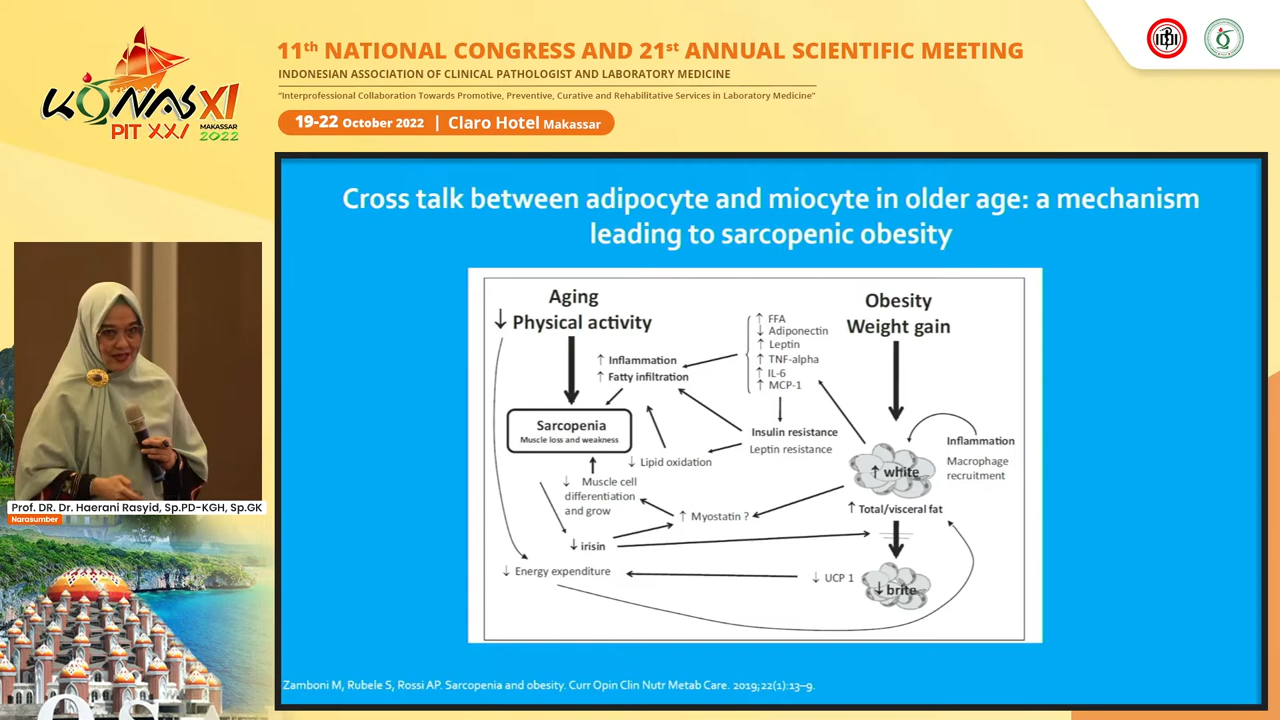 11th NATIONAL CONGRESS AND 21st ANNUAL SCIENTIFIC MEETING
INDONESIAN ASSOCIATION OF CLINICAL PATHOLOGIST AND LABORATORY MEDICINE
“Interprofessional Collaboration Towards Promotive, Preventive, Curative and Rehabilitative Services in Laboratory Medicine”
19-22 October 2022 | Claro Hotel Makassar
KONAS XI
PIT XXI
MAKASSAR
2022
IDI
Cross talk between adipocyte and miocyte in older age: a mechanism
leading to sarcopenic obesity
Aging
↓ Physical activity
Obesity
Weight gain
↑ FFA
↓ Adiponectin
↑ Leptin
↑ TNF-alpha
↑ IL-6
↑ MCP-1
↑ Inflammation
↑ Fatty infiltration
Sarcopenia
Muscle loss and weakness
Insulin resistance
Leptin resistance
Inflammation
Macrophage
recruitment
↓ Lipid oxidation
↑ white
↓ Muscle cell
differentiation
and grow
↑ Myostatin ?
↑ Total/visceral fat
↓ irisin
↓ Energy expenditure
↓ UCP 1
↓ brite
Zamboni M, Rubele S, Rossi AP. Sarcopenia and obesity. Curr Opin Clin Nutr Metab Care. 2019;22(1):13–9.
Prof. DR. Dr. Haerani Rasyid, Sp.PD-KGH, Sp.GK
Narasumber